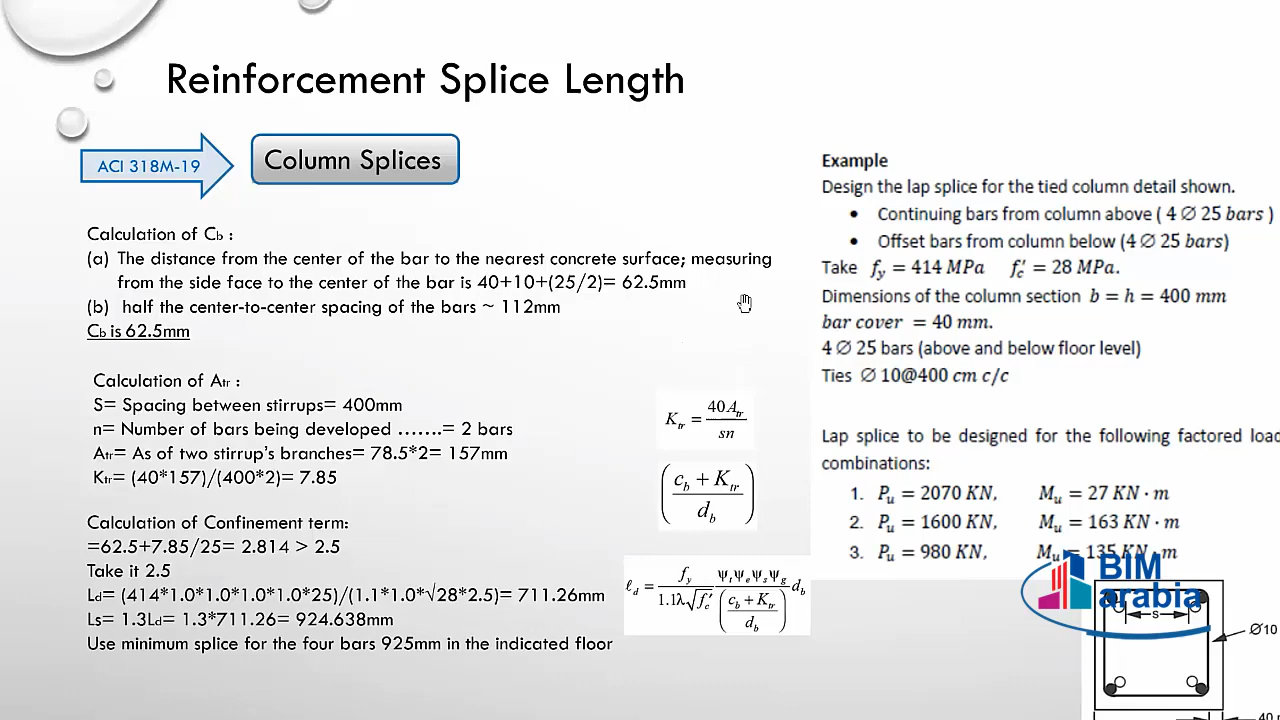 Reinforcement Splice Length
ACI 318M-19
Column Splices
Calculation of Cb :
(a) The distance from the center of the bar to the nearest concrete surface; measuring
from the side face to the center of the bar is 40+10+(25/2)= 62.5mm
(b) half the center-to-center spacing of the bars ~ 112mm
Cb is 62.5mm
Calculation of Atr :
S= Spacing between stirrups= 400mm
n= Number of bars being developed …….= 2 bars
Atr= As of two stirrup's branches= 78.5*2= 157mm
Ktr= (40*157)/(400*2)= 7.85
Calculation of Confinement term:
=62.5+7.85/25= 2.814 > 2.5
Take it 2.5
Ld= (414*1.0*1.0*1.0*1.0*25)/(1.1*1.0*√28*2.5)= 711.26mm
Ls= 1.3Ld= 1.3*711.26= 924.638mm
Use minimum splice for the four bars 925mm in the indicated floor
Ktr = 40Atr / sn
((cb + Ktr) / db)
ℓd = fy / (1.1λ√fc′) ΨtΨeΨsΨg / ((cb + Ktr) / db) db
Example
Design the lap splice for the tied column detail shown.
• Continuing bars from column above ( 4 ∅ 25 bars )
• Offset bars from column below (4 ∅ 25 bars)
Take fy = 414 MPa fc′ = 28 MPa.
Dimensions of the column section b = h = 400 mm
bar cover = 40 mm.
4 ∅ 25 bars (above and below floor level)
Ties ∅ 10@400 cm c/c
Lap splice to be designed for the following factored load
combinations:
1. Pu = 2070 KN, Mu = 27 KN · m
2. Pu = 1600 KN, Mu = 163 KN · m
3. Pu = 980 KN, Mu = 135 KN · m
BIM
arabia
s
∅10
40